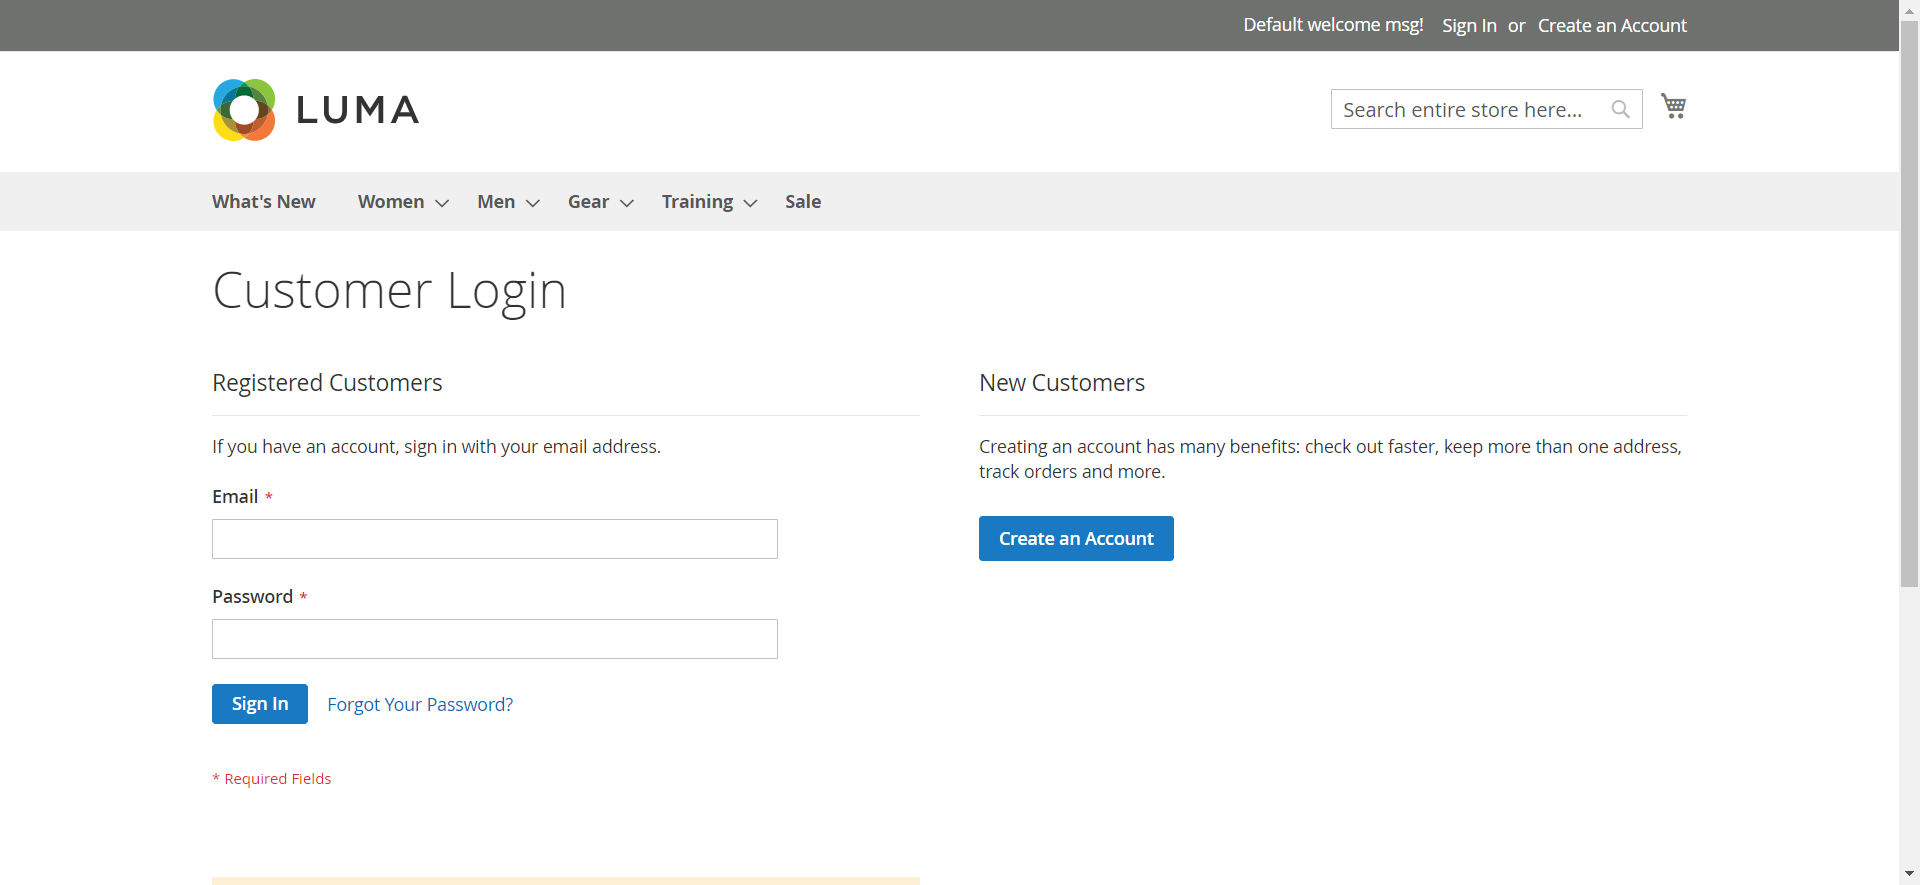 Default welcome msg! Sign In or Create an Account
LUMA
Search entire store here...
What's New Women Men Gear Training Sale
Customer Login
Registered Customers
If you have an account, sign in with your email address.
Email *
Password *
Sign In Forgot Your Password?
* Required Fields
New Customers
Creating an account has many benefits: check out faster, keep more than one address,
track orders and more.
Create an Account